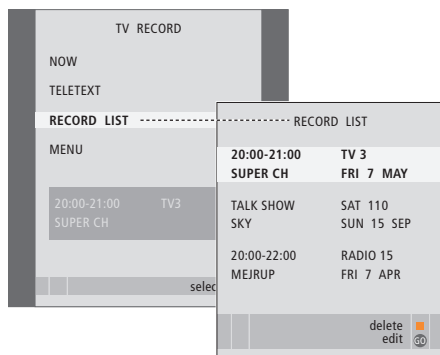 TV RECORD
NOW
TELETEXT
RECORD LIST
MENU
20:00-21:00 TV3
SUPER CH
RECORD LIST
20:00-21:00 TV 3
SUPER CH FRI 7 MAY
TALK SHOW SAT 110
SKY SUN 15 SEP
20:00-22:00 RADIO 15
MEJRUP FRI 7 APR
selec
delete
edit GO